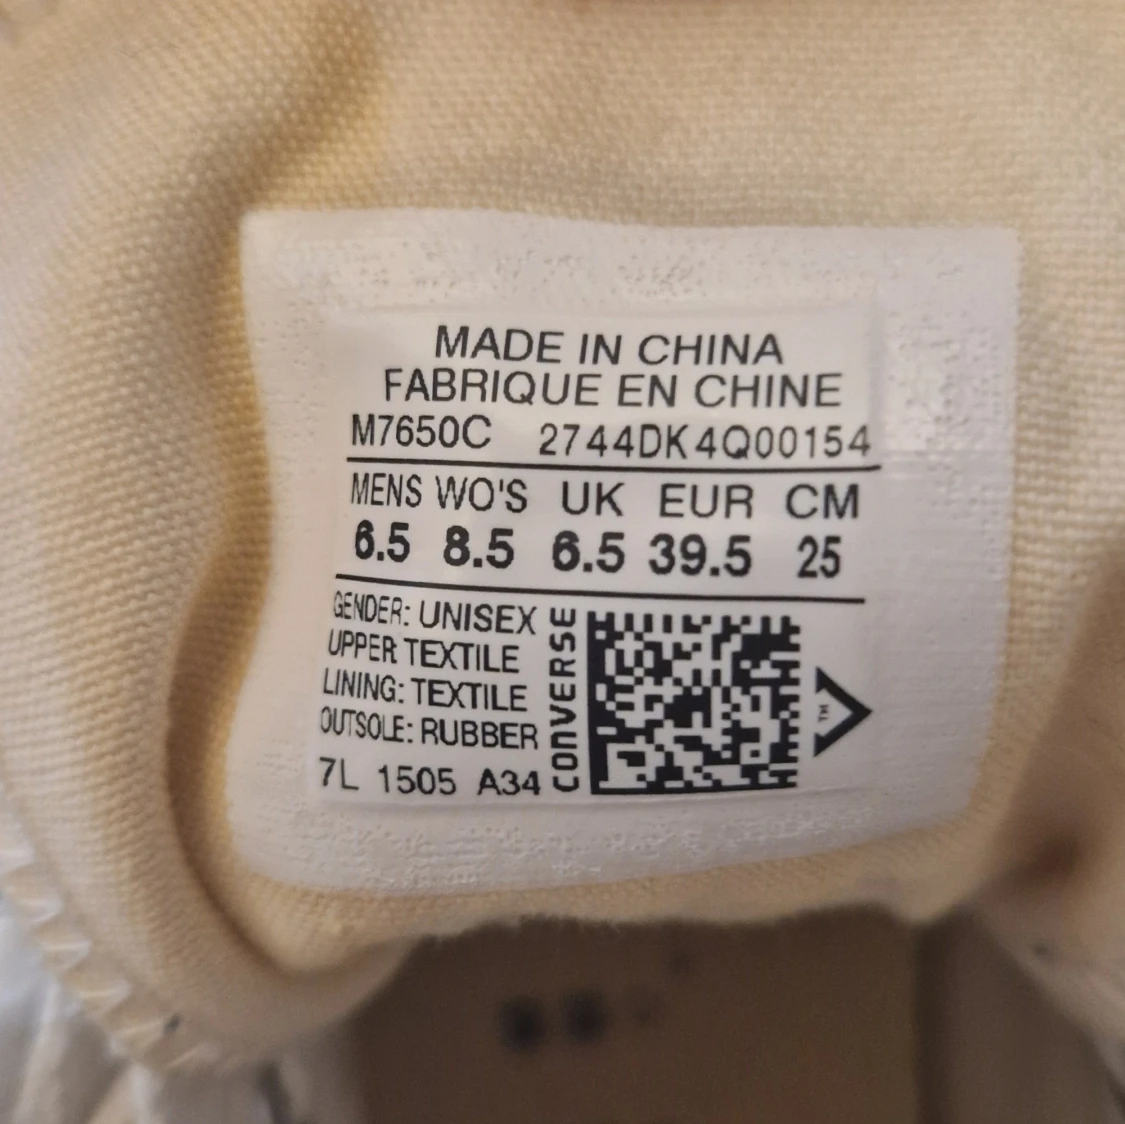 MADE IN CHINA
FABRIQUE EN CHINE
M7650C 2744DK4Q00154
MENS WO'S UK EUR CM
6.5 8.5 6.5 39.5 25
GENDER: UNISEX
UPPER TEXTILE
LINING: TEXTILE
OUTSOLE: RUBBER
7L 1505 A34
CONVERSE
TM